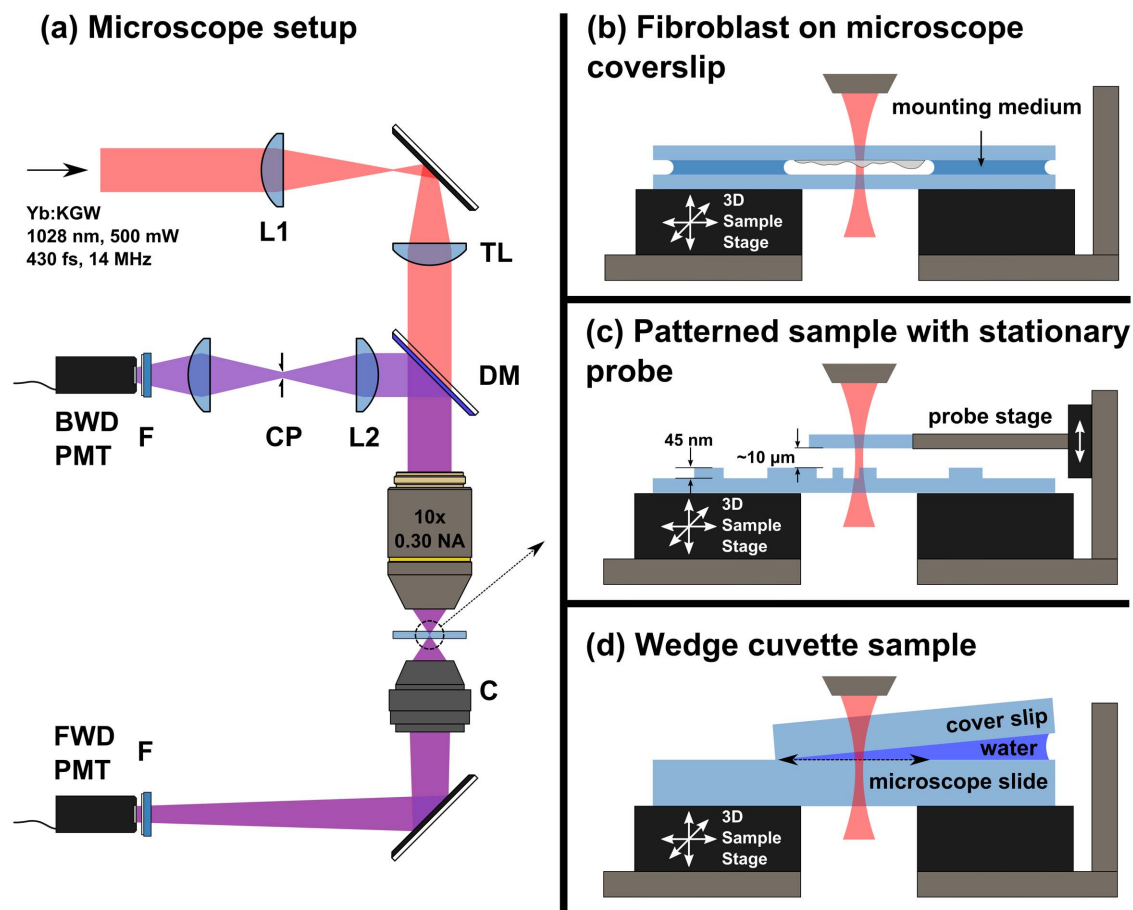 (a) Microscope setup
Yb:KGW
1028 nm, 500 mW
430 fs, 14 MHz
L1
TL
DM
BWD
PMT
F
CP
L2
10x
0.30 NA
C
FWD
PMT
F
(b) Fibroblast on microscope
coverslip
mounting medium
3D
Sample
Stage
(c) Patterned sample with stationary
probe
probe stage
45 nm
~10 µm
3D
Sample
Stage
(d) Wedge cuvette sample
cover slip
water
microscope slide
3D
Sample
Stage